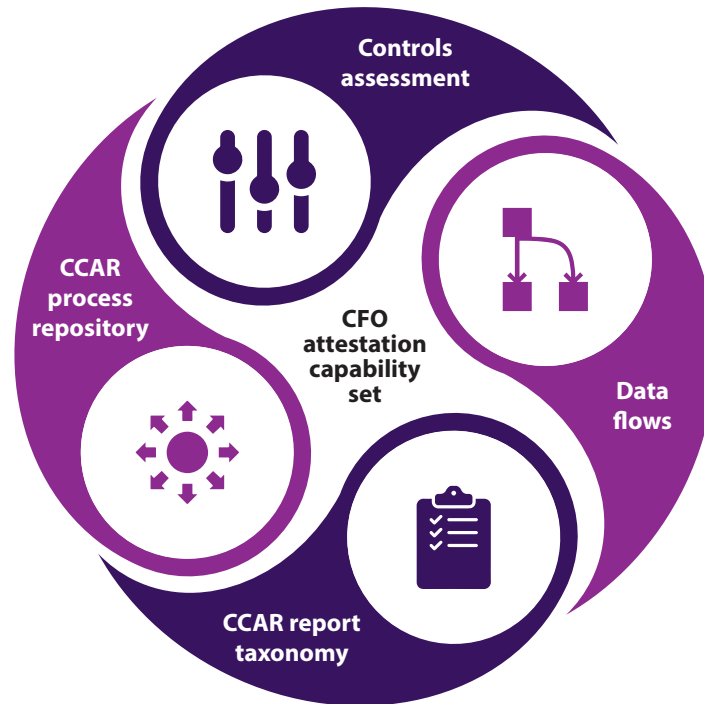 Controls
assessment
CCAR
process
repository
CFO
attestation
capability
set
Data
flows
CCAR report
taxonomy